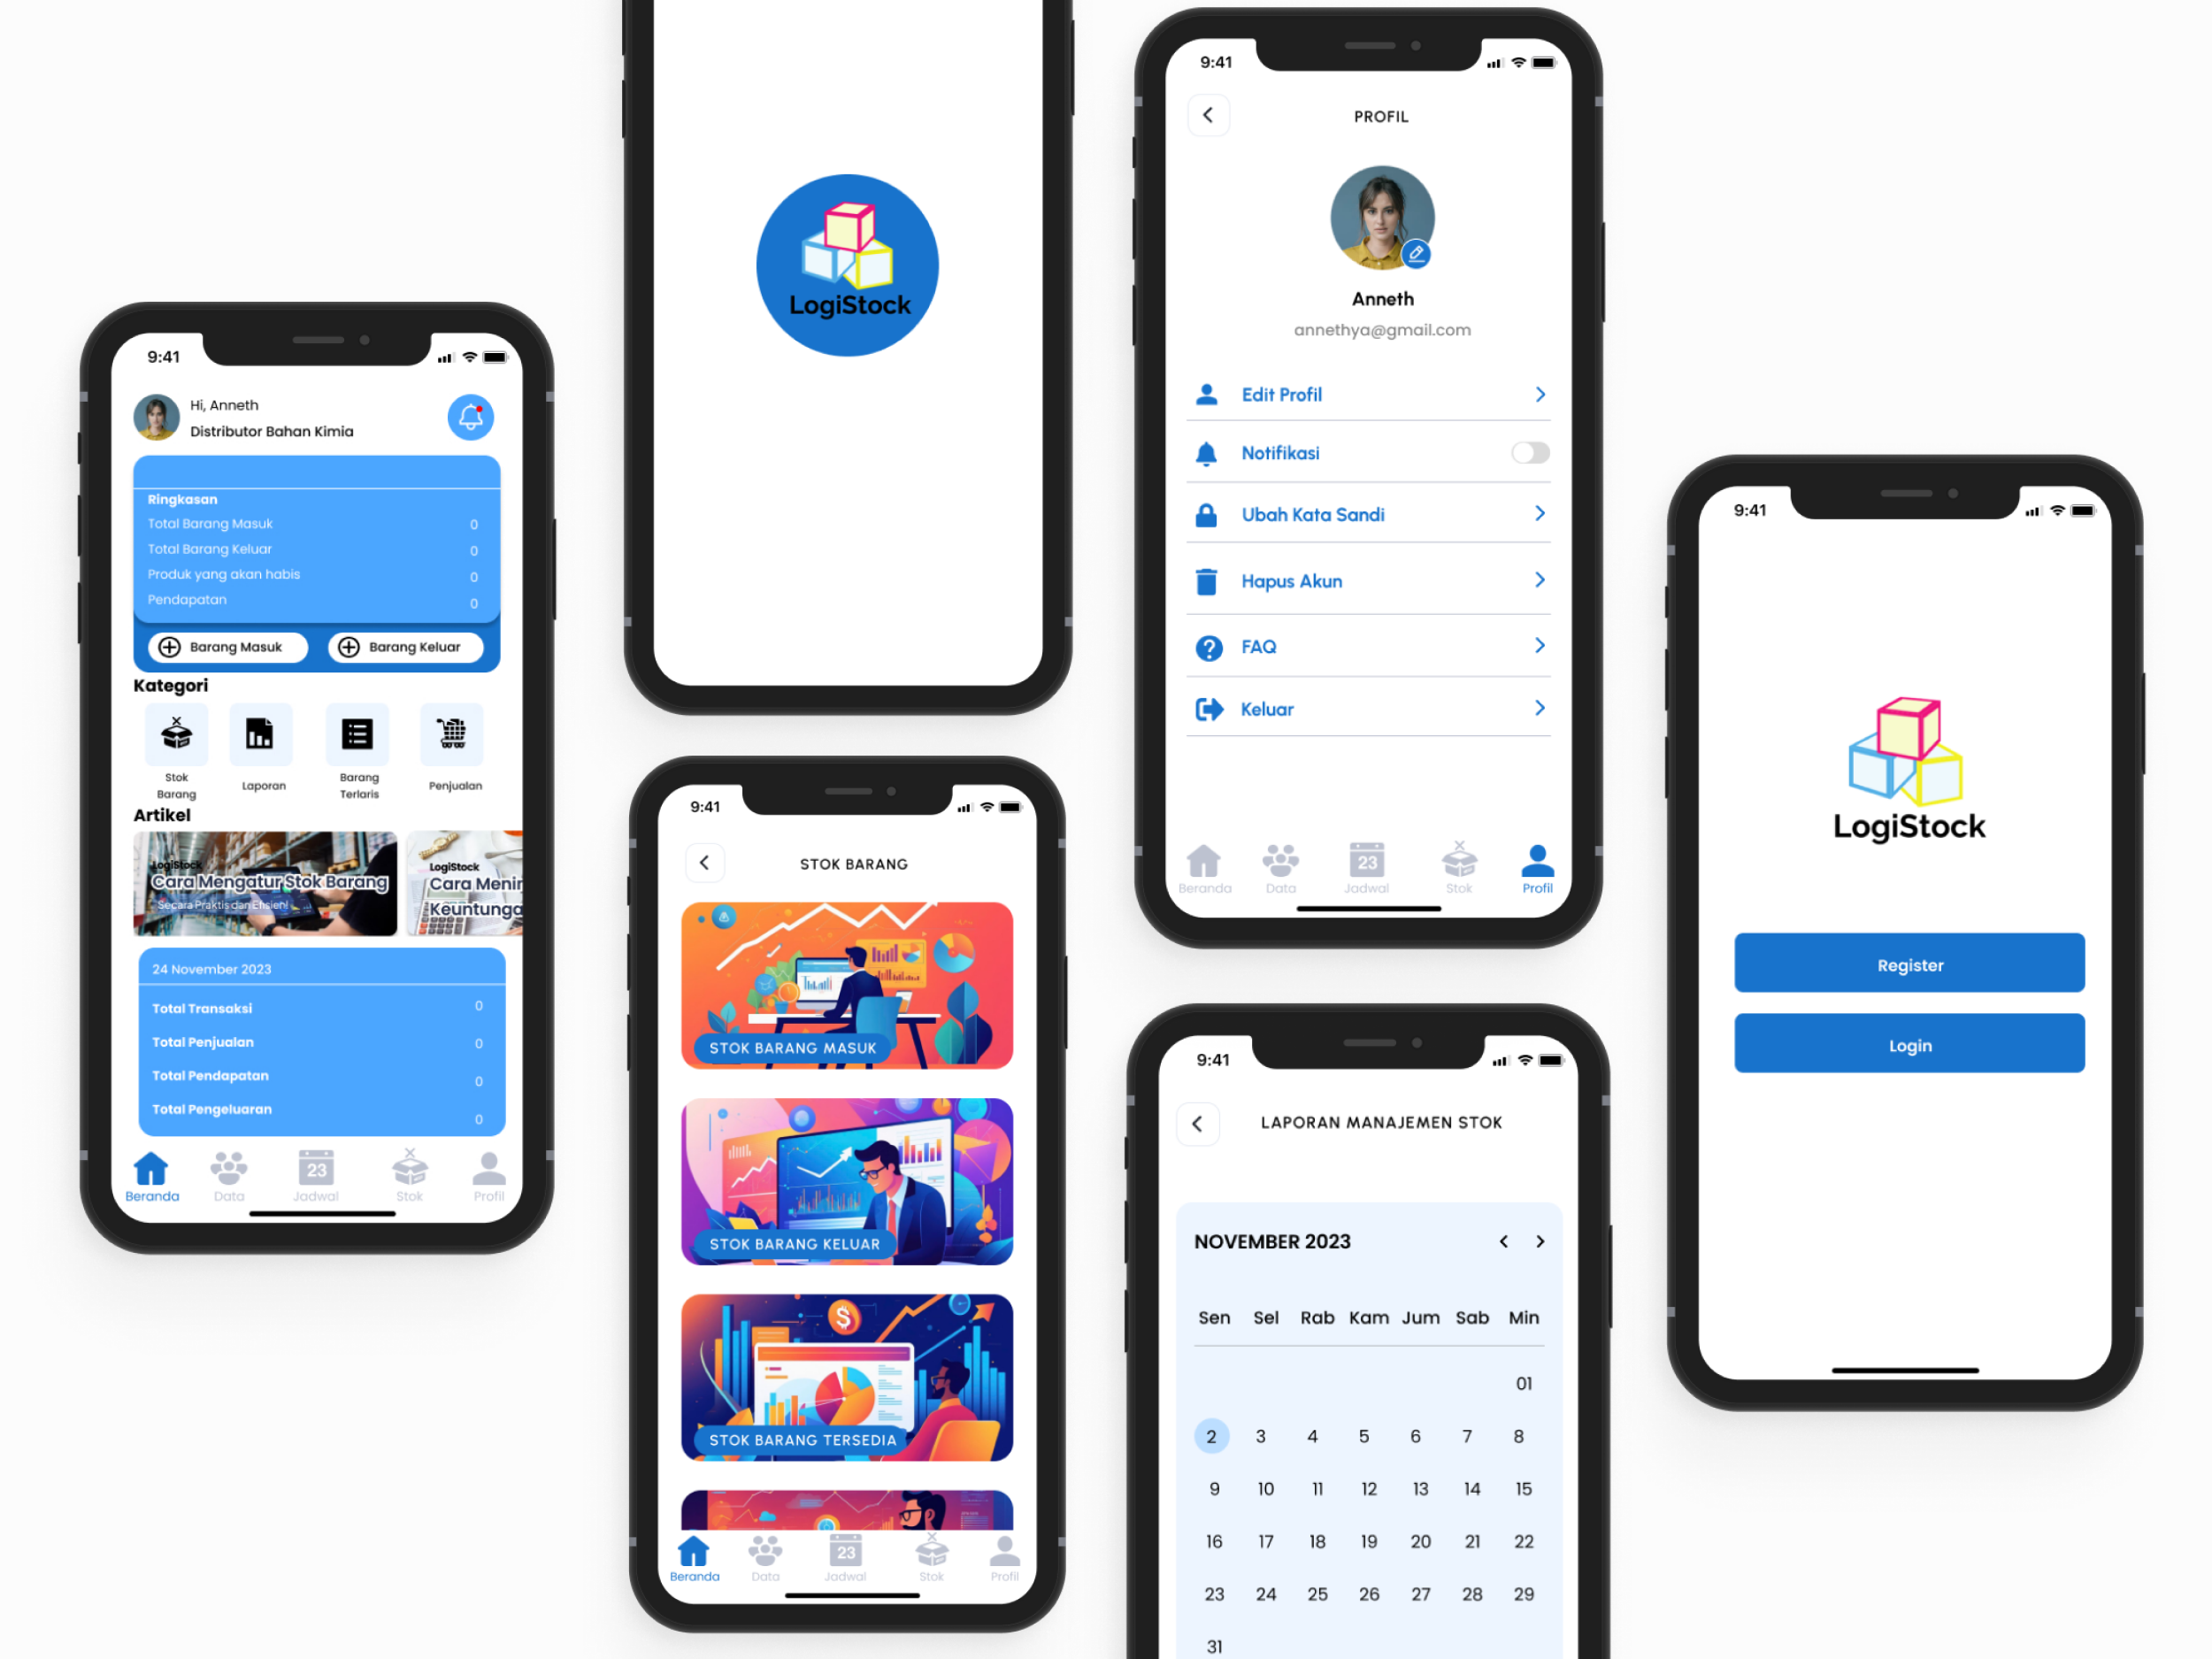 9:41
Hi, Anneth
Distributor Bahan Kimia
Ringkasan
Total Barang Masuk 0
Total Barang Keluar 0
Produk yang akan habis 0
Pendapatan 0
Barang Masuk
Barang Keluar
Kategori
Stok
Barang
Laporan
Barang
Terlaris
Penjualan
Artikel
LogiStock
Cara Mengatur Stok Barang
Secara Praktis dan Efisien!
LogiStock
Cara Menir
Keuntunga
24 November 2023
Total Transaksi 0
Total Penjualan 0
Total Pendapatan 0
Total Pengeluaran 0
23
Beranda Data Jadwal Stok Profil
LogiStock
9:41
STOK BARANG
STOK BARANG MASUK
STOK BARANG KELUAR
$
STOK BARANG TERSEDIA
23
Beranda Data Jadwal Stok Profil
9:41
PROFIL
Anneth
annethya@gmail.com
Edit Profil
Notifikasi
Ubah Kata Sandi
Hapus Akun
FAQ
Keluar
23
Beranda Data Jadwal Stok Profil
9:41
LAPORAN MANAJEMEN STOK
NOVEMBER 2023
Sen Sel Rab Kam Jum Sab Min
01
2 3 4 5 6 7 8
9 10 11 12 13 14 15
16 17 18 19 20 21 22
23 24 25 26 27 28 29
31
9:41
LogiStock
Register
Login